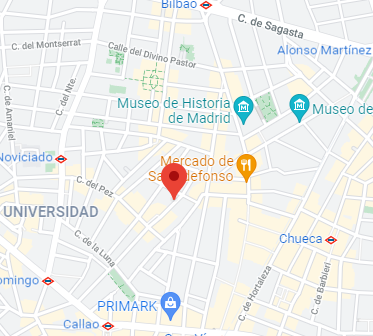 Bilbao
C. de Sagasta
C. del Montserrat
Calle del Divino Pastor
Alonso Martínez
C. del Nte.
C. de Amaniel
Museo de Historia
de Madrid
Museo de
Noviciado
Mercado de
San Ildefonso
C. del Pez
UNIVERSIDAD
Chueca
C. de la Luna
C. de Hortaleza
C. de Barbieri
omingo
PRIMARK
Callao